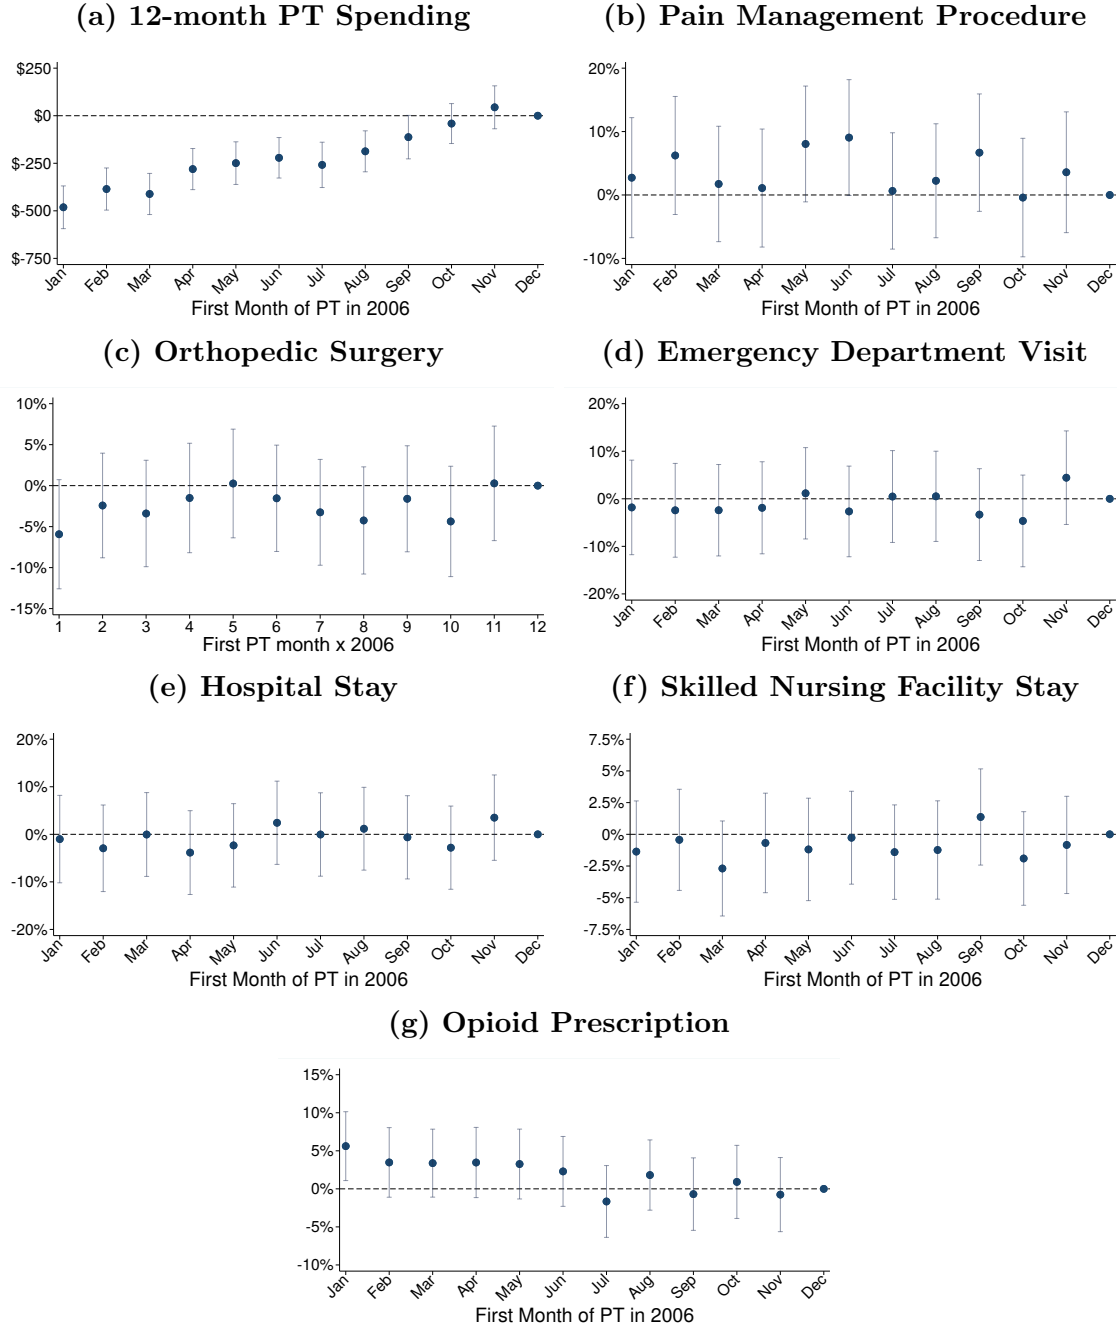 (a) 12-month PT Spending
$250
$0
$-250
$-500
$-750
Jan Feb Mar Apr May Jun Jul Aug Sep Oct Nov Dec
First Month of PT in 2006
(b) Pain Management Procedure
20%
10%
0%
-10%
Jan Feb Mar Apr May Jun Jul Aug Sep Oct Nov Dec
First Month of PT in 2006
(c) Orthopedic Surgery
10%
5%
0%
-5%
-10%
-15%
1 2 3 4 5 6 7 8 9 10 11 12
First PT month x 2006
(d) Emergency Department Visit
20%
10%
0%
-10%
-20%
Jan Feb Mar Apr May Jun Jul Aug Sep Oct Nov Dec
First Month of PT in 2006
(e) Hospital Stay
20%
10%
0%
-10%
-20%
Jan Feb Mar Apr May Jun Jul Aug Sep Oct Nov Dec
First Month of PT in 2006
(f) Skilled Nursing Facility Stay
7.5%
5%
2.5%
0%
-2.5%
-5%
-7.5%
Jan Feb Mar Apr May Jun Jul Aug Sep Oct Nov Dec
First Month of PT in 2006
(g) Opioid Prescription
15%
10%
5%
0%
-5%
-10%
Jan Feb Mar Apr May Jun Jul Aug Sep Oct Nov Dec
First Month of PT in 2006